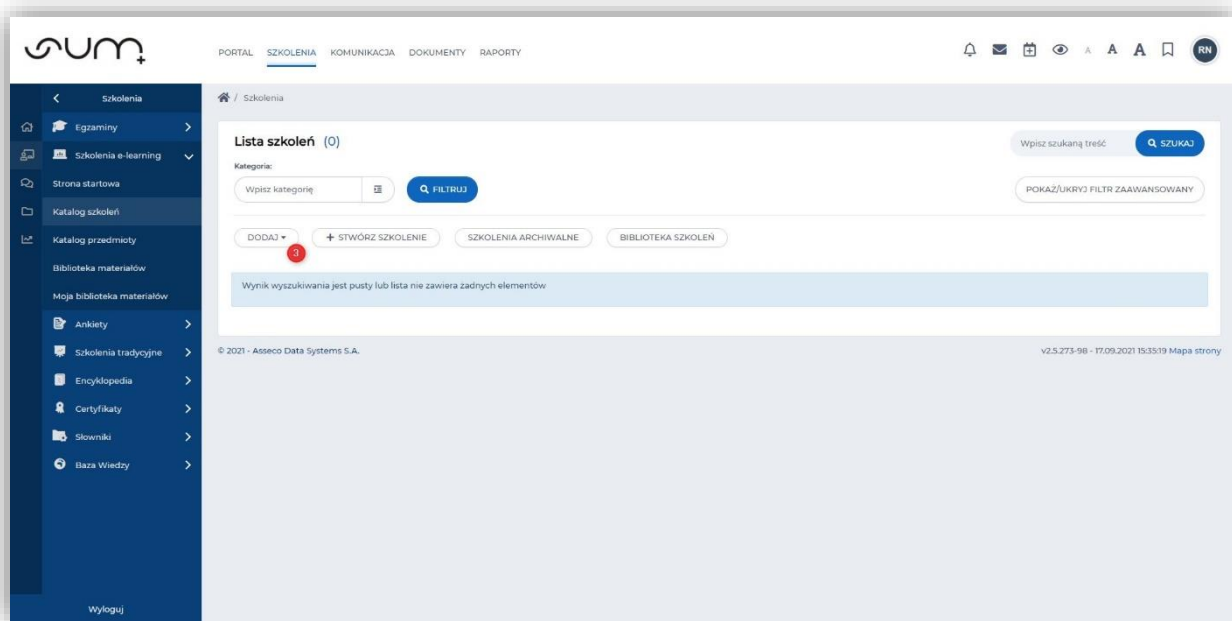 sum
PORTAL SZKOLENIA KOMUNIKACJA DOKUMENTY RAPORTY
A A A
RN
Szkolenia
Egzaminy
Szkolenia e-learning
Strona startowa
Katalog szkoleń
Katalog przedmioty
Biblioteka materiałów
Moja biblioteka materiałów
Ankiety
Szkolenia tradycyjne
Encyklopedia
Certyfikaty
Słowniki
Baza Wiedzy
Wyloguj
/ Szkolenia
Lista szkoleń (0)
Wpisz szukaną treść
SZUKAJ
Kategoria:
Wpisz kategorię
FILTRUJ
POKAŻ/UKRYJ FILTR ZAAWANSOWANY
DODAJ
3
+ STWÓRZ SZKOLENIE
SZKOLENIA ARCHIWALNE
BIBLIOTEKA SZKOLEŃ
Wynik wyszukiwania jest pusty lub lista nie zawiera żadnych elementów
© 2021 - Asseco Data Systems S.A.
v2.5.273-98 - 17.09.2021 15:35:19 Mapa strony